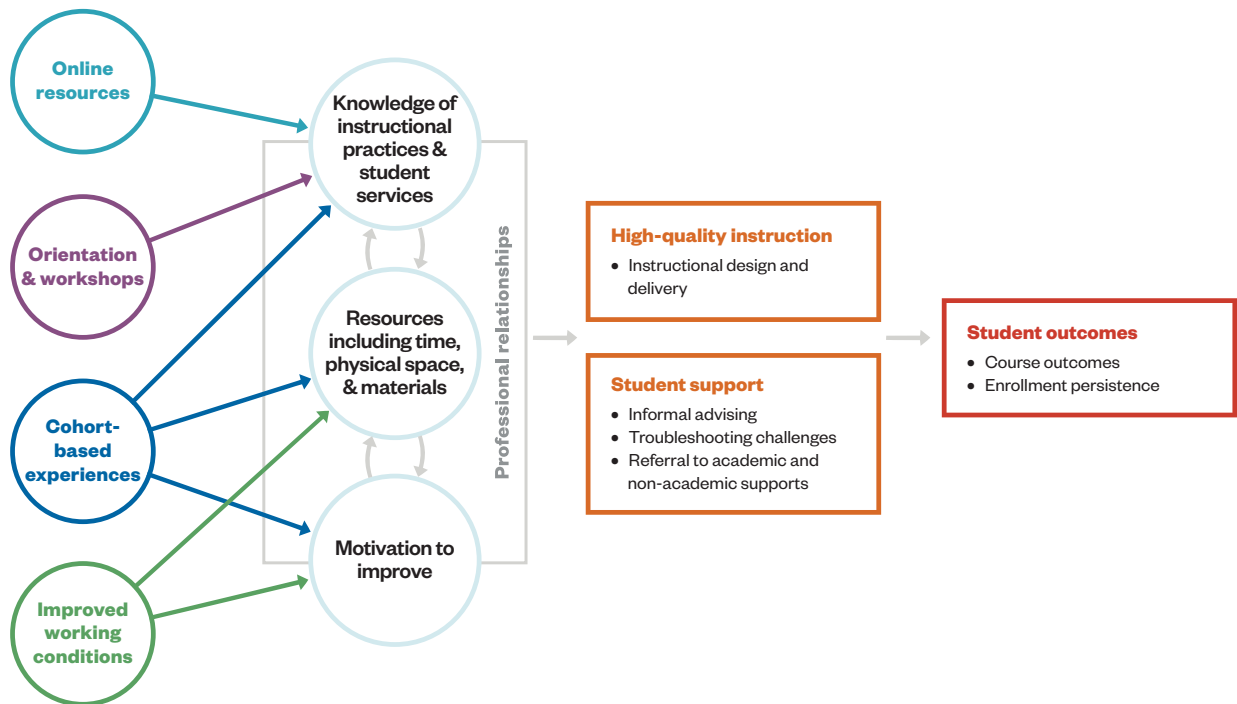 Online
resources
Orientation
& workshops
Cohort-
based
experiences
Improved
working
conditions
Knowledge of
instructional
practices &
student
services
Resources
including time,
physical space,
& materials
Motivation to
improve
Professional relationships
High-quality instruction
• Instructional design and
delivery
Student support
• Informal advising
• Troubleshooting challenges
• Referral to academic and
non-academic supports
Student outcomes
• Course outcomes
• Enrollment persistence